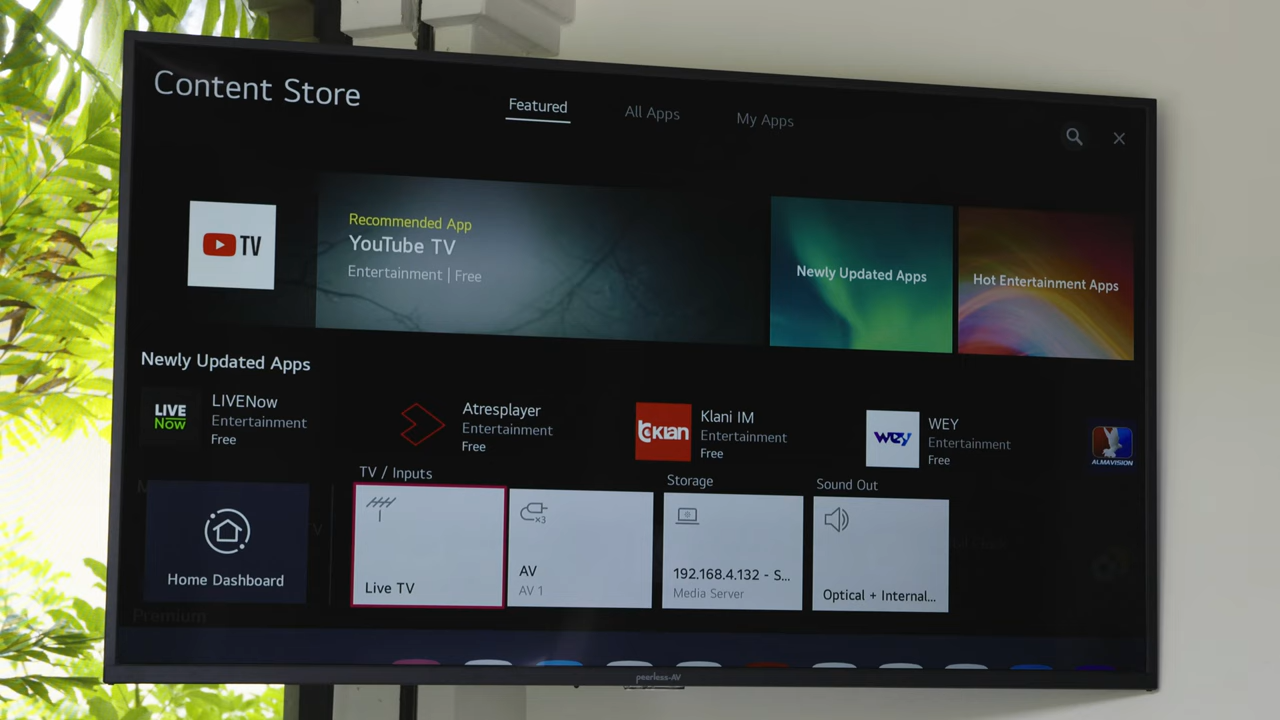 Content Store
Featured
All Apps
My Apps
TV
Recommended App
YouTube TV
Entertainment | Free
Newly Updated Apps
Hot Entertainment Apps
Newly Updated Apps
LIVE
Now
LIVENow
Entertainment
Free
Atresplayer
Entertainment
Free
klan
Klani IM
Entertainment
Free
wey
WEY
Entertainment
Free
ALMAVISION
TV / Inputs
Storage
Sound Out
Home Dashboard
Live TV
x3
AV
AV 1
192.168.4.132 - S...
Media Server
Optical + Internal...
Premium
peerless-AV